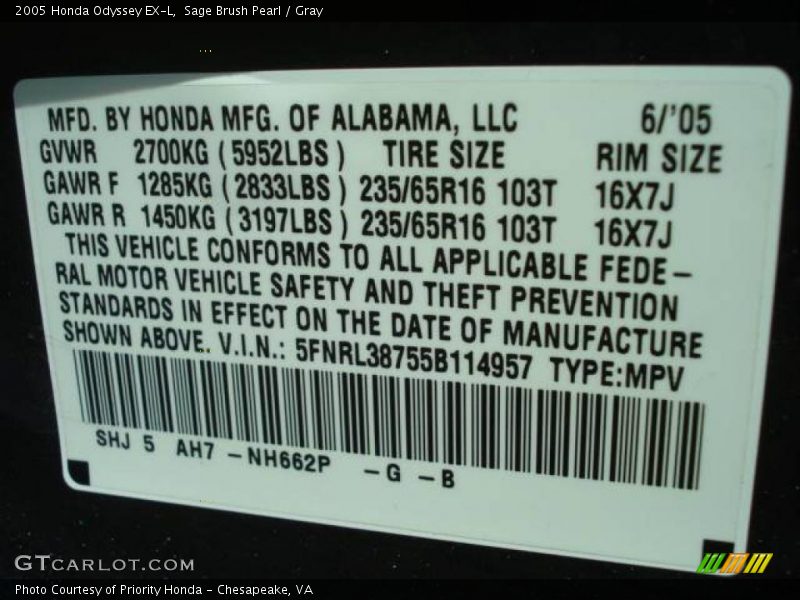 2005 Honda Odyssey EX-L, Sage Brush Pearl / Gray
MFD. BY HONDA MFG. OF ALABAMA, LLC 6/'05
GVWR 2700KG (5952LBS) TIRE SIZE RIM SIZE
GAWR F 1285KG (2833LBS) 235/65R16 103T 16X7J
GAWR R 1450KG (3197LBS) 235/65R16 103T 16X7J
THIS VEHICLE CONFORMS TO ALL APPLICABLE FEDE-
RAL MOTOR VEHICLE SAFETY AND THEFT PREVENTION
STANDARDS IN EFFECT ON THE DATE OF MANUFACTURE
SHOWN ABOVE. V.I.N.: 5FNRL38755B114957 TYPE:MPV
SHJ 5 AH7 -NH662P -G -B
GTCARLOT.COM
Photo Courtesy of Priority Honda - Chesapeake, VA